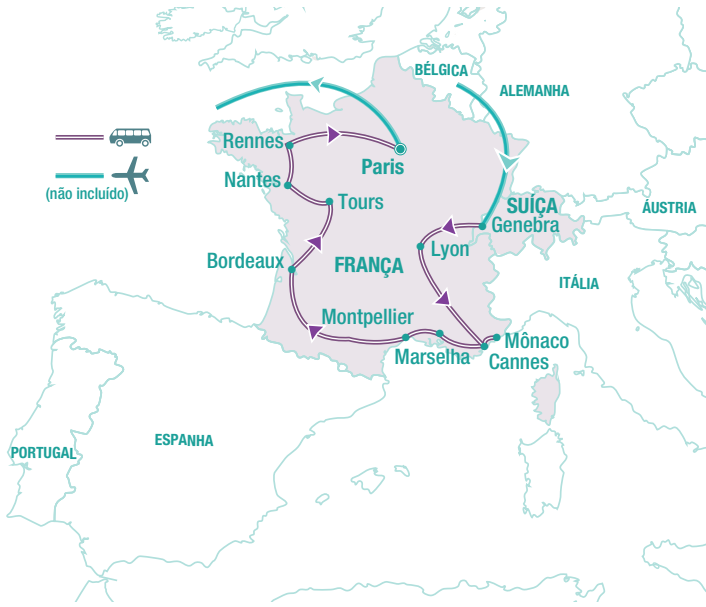 BÉLGICA
ALEMANHA
Rennes
Paris
Nantes
(não incluído)
Tours
SUÍÇA
ÁUSTRIA
Genebra
Lyon
Bordeaux
FRANÇA
ITÁLIA
Montpellier
Mônaco
Marselha
Cannes
ESPANHA
PORTUGAL